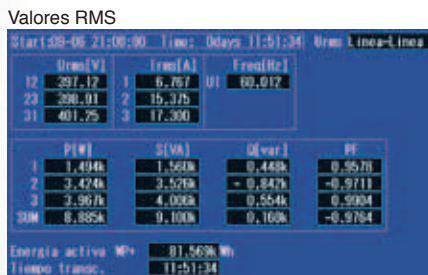 Valores RMS
Start:09-06 21:00:00 Time: 0days 11:51:34 Urms Linea-Linea
Urms[V] Irms[A] Freq[Hz]
12 397.12 1 6.767 U1 60.012
23 398.91 2 15.375
31 401.25 3 17.300
P[W] S[VA] Q[var] PF
1 1.494k 1.560k 0.448k 0.9578
2 3.424k 3.526k - 0.842k -0.9711
3 3.967k 4.006k 0.554k 0.9904
SUM 8.885k 9.100k 0.160k -0.9764
Energia activa WP+ 81.569k Wh
Tiempo transc. 11:51:34